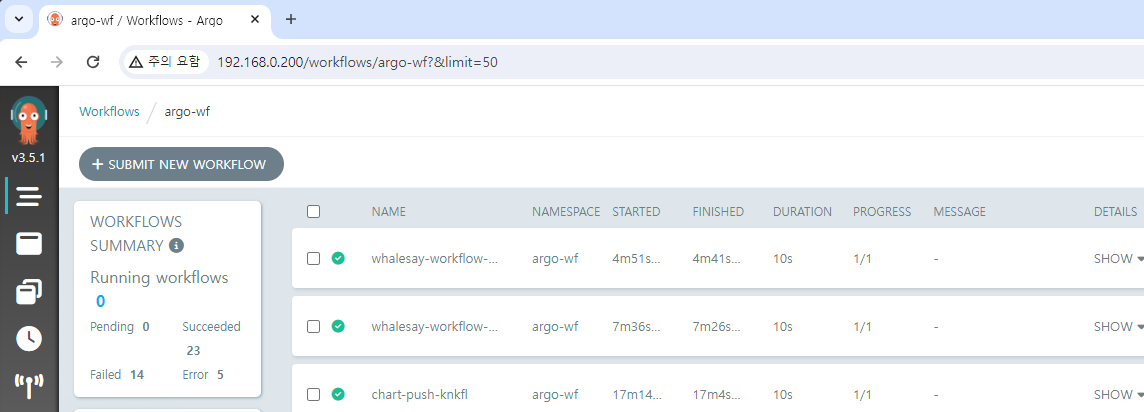 argo-wf / Workflows - Argo
주의 요함 192.168.0.200/workflows/argo-wf?&limit=50
Workflows / argo-wf
v3.5.1
+ SUBMIT NEW WORKFLOW
WORKFLOWS
SUMMARY
Running workflows
0
Pending 0 Succeeded
23
Failed 14 Error 5
NAME NAMESPACE STARTED FINISHED DURATION PROGRESS MESSAGE DETAILS
whalesay-workflow-... argo-wf 4m51s... 4m41s... 10s 1/1 - SHOW
whalesay-workflow-... argo-wf 7m36s... 7m26s... 10s 1/1 - SHOW
chart-push-knkfl argo-wf 17m14... 17m4s... 10s 1/1 - SHOW